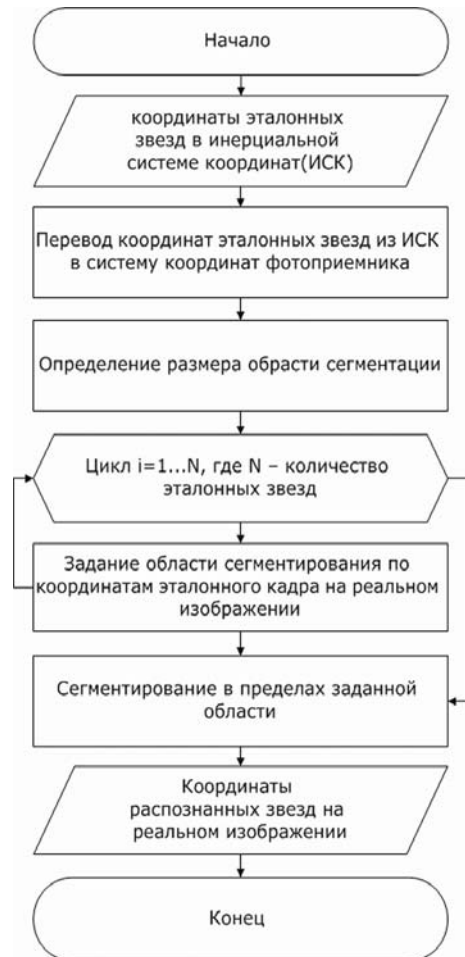 Начало
координаты эталонных
звезд в инерциальной
системе координат(ИСК)
Перевод координат эталонных звезд из ИСК
в систему координат фотоприемника
Определение размера обрасти сегментации
Цикл i=1...N, где N – количество
эталонных звезд
Задание области сегментирования по
координатам эталонного кадра на реальном
изображении
Сегментирование в пределах заданной
области
Координаты
распознанных звезд на
реальном изображении
Конец